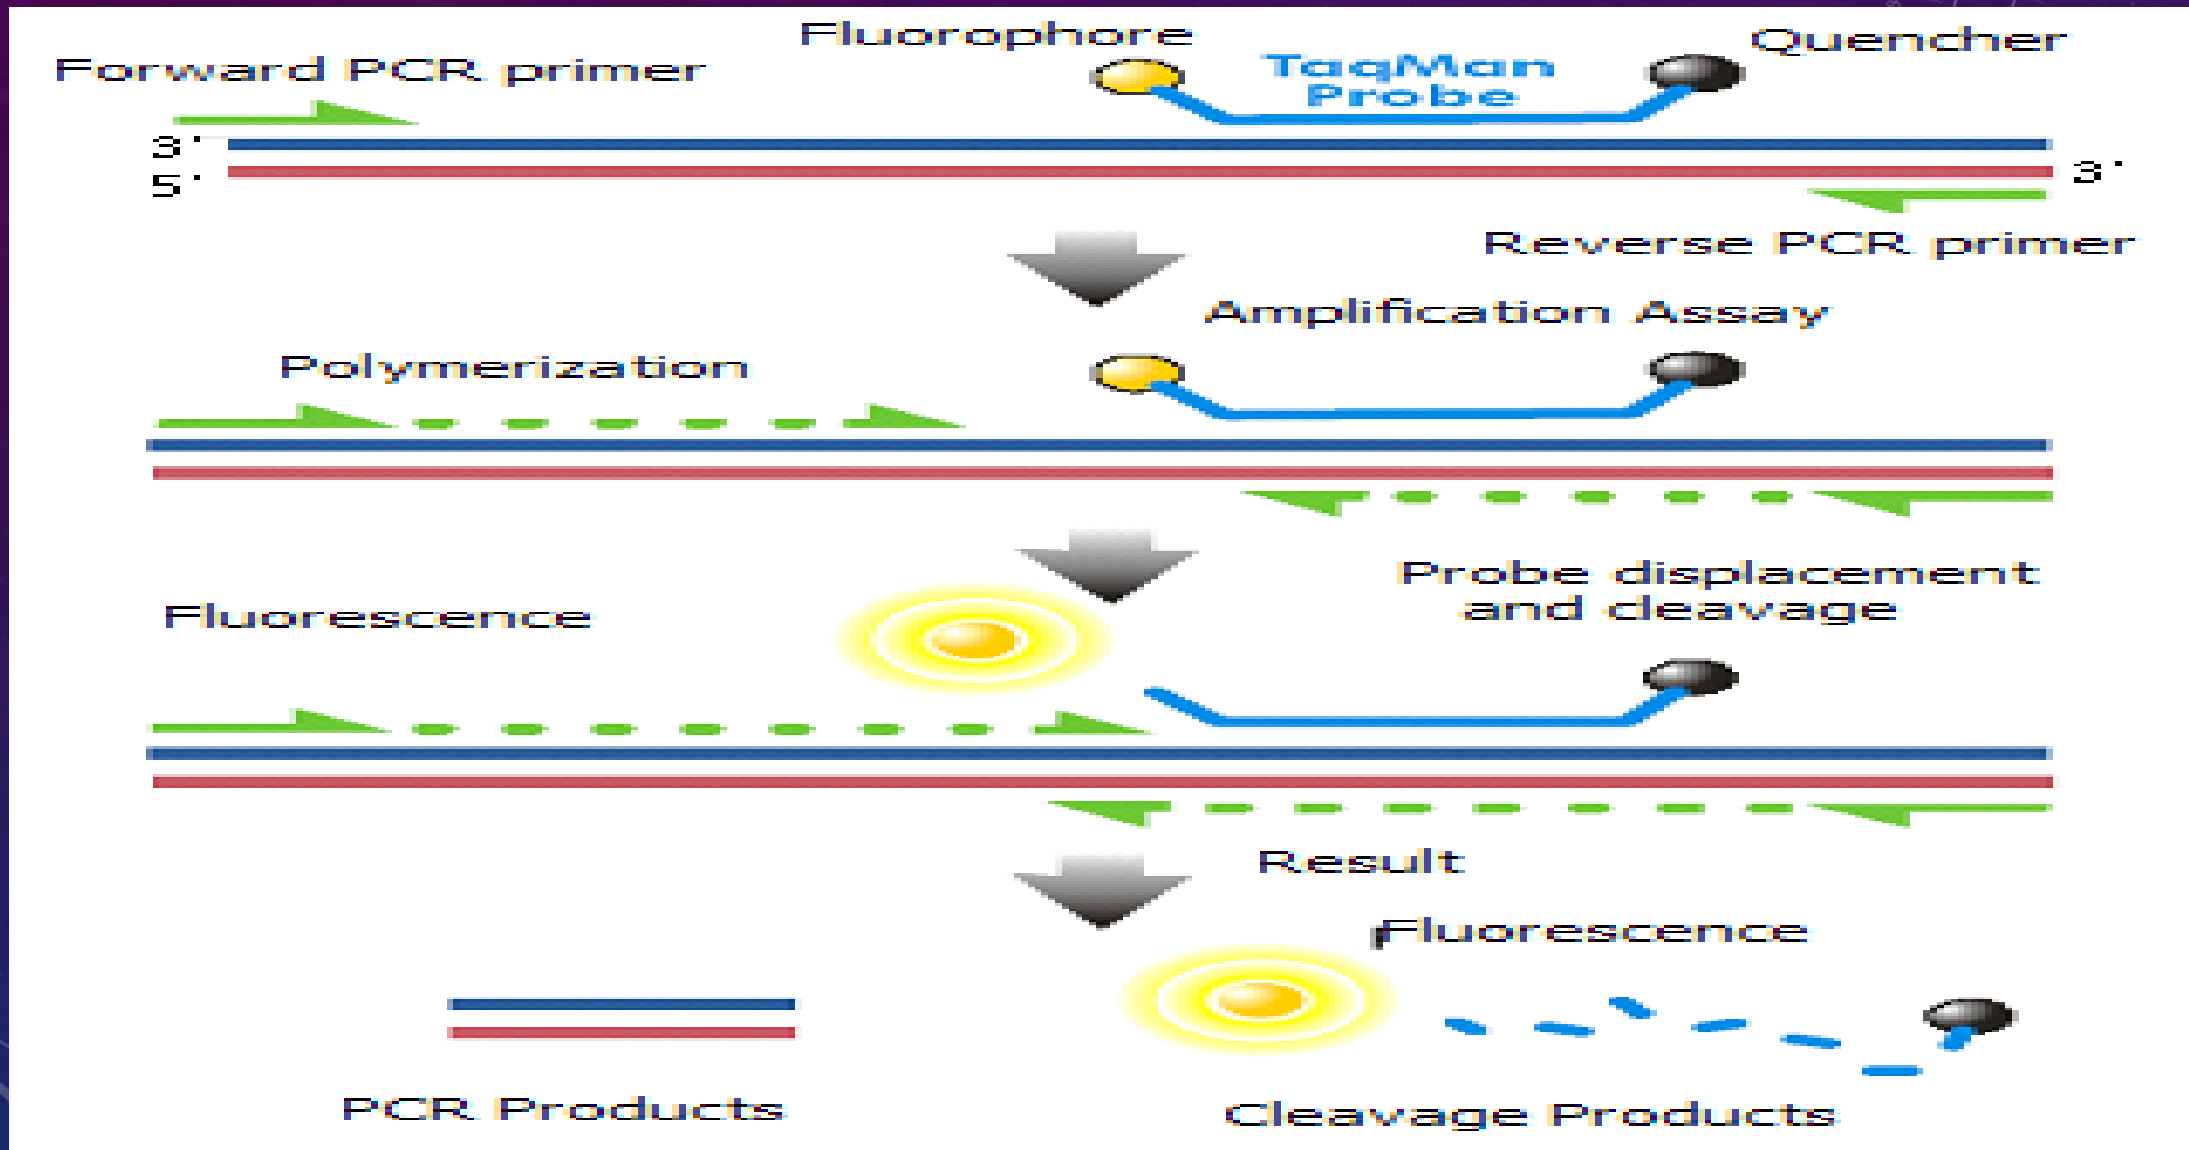 Fluorophore
Quencher
Forward PCR primer
TaqMan
Probe
3'
5'
3'
Reverse PCR primer
Amplification Assay
Polymerization
Probe displacement
and cleavage
Fluorescence
Result
Fluorescence
PCR Products
Cleavage Products